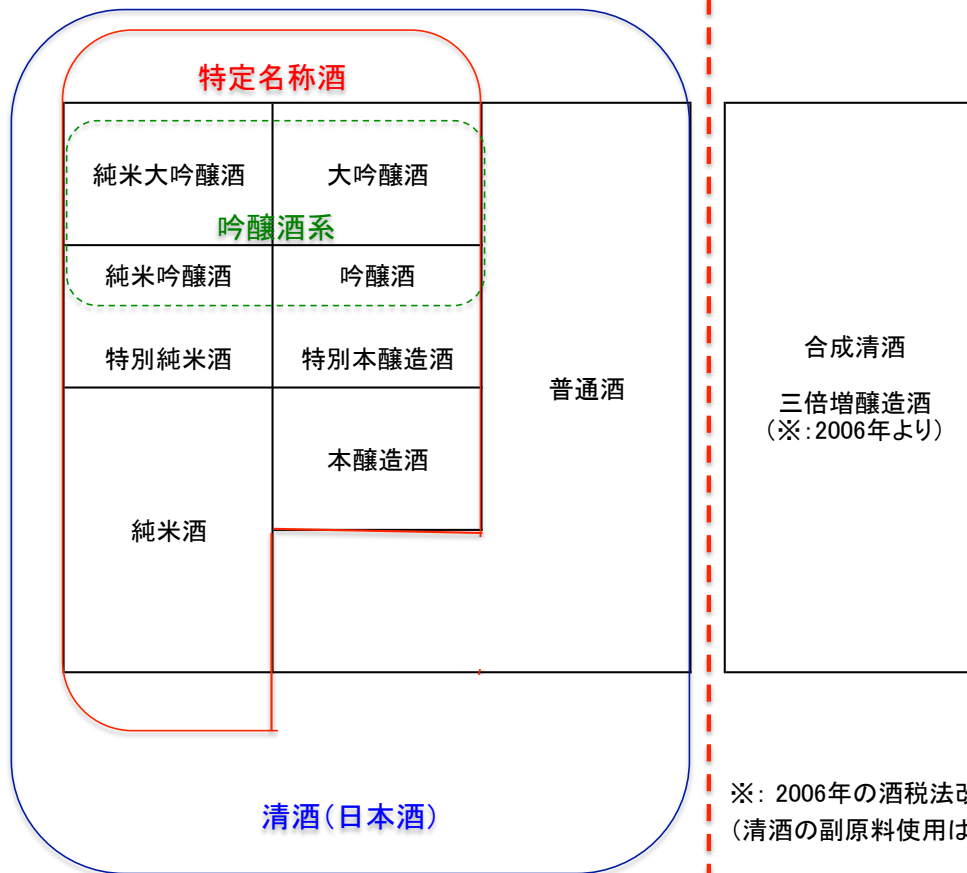 特定名称酒
純米大吟醸酒
大吟醸酒
吟醸酒系
純米吟醸酒
吟醸酒
特別純米酒
特別本醸造酒
普通酒
本醸造酒
純米酒
合成清酒
三倍増醸造酒
(※:2006年より)
清酒(日本酒)
※: 2006年の酒税法改
(清酒の副原料使用は